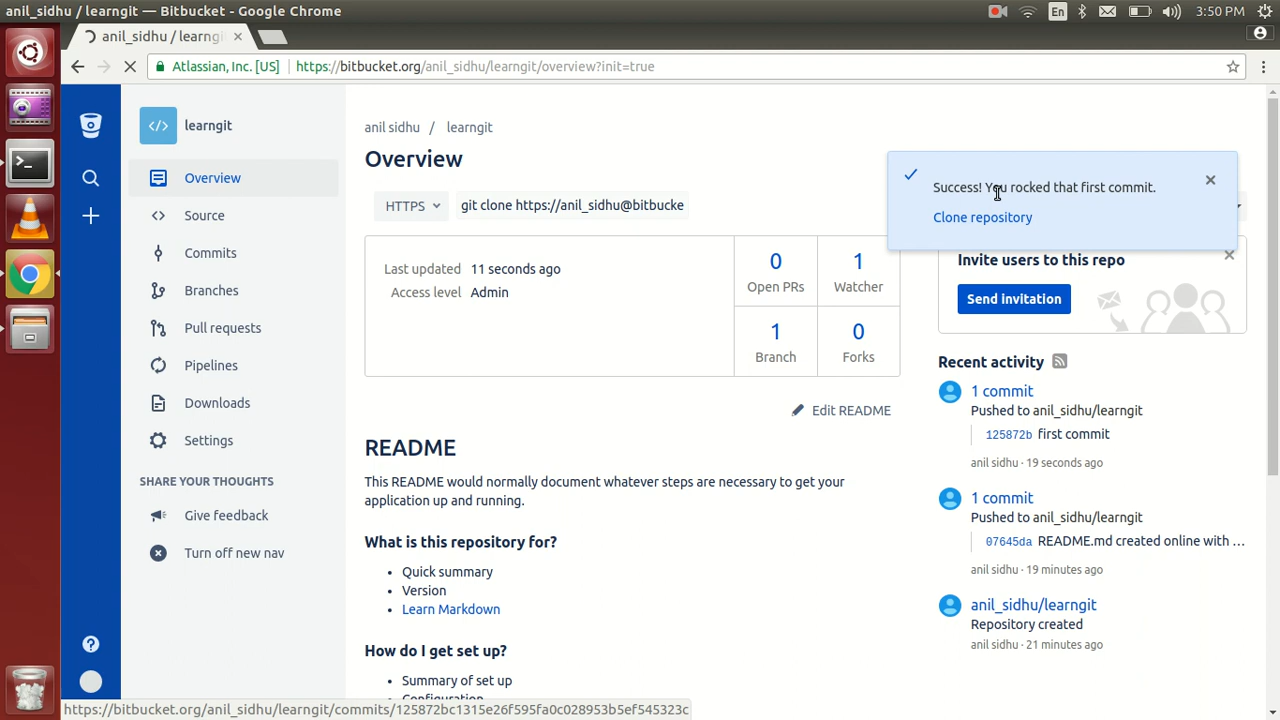 anil_sidhu / learngit — Bitbucket - Google Chrome
En
3:50 PM
anil_sidhu / learngi
Atlassian, Inc. [US]
https://bitbucket.org/anil_sidhu/learngit/overview?init=true
learngit
Overview
Source
Commits
Branches
Pull requests
Pipelines
Downloads
Settings
SHARE YOUR THOUGHTS
Give feedback
Turn off new nav
anil sidhu / learngit
Overview
HTTPS
git clone https://anil_sidhu@bitbucke
Success! You rocked that first commit.
Clone repository
Last updated 11 seconds ago
Access level Admin
0
Open PRs
1
Watcher
1
Branch
0
Forks
Edit README
README
This README would normally document whatever steps are necessary to get your
application up and running.
What is this repository for?
Quick summary
Version
Learn Markdown
How do I get set up?
Summary of set up
Configuration
Invite users to this repo
Send invitation
Recent activity
1 commit
Pushed to anil_sidhu/learngit
125872b first commit
anil sidhu · 19 seconds ago
1 commit
Pushed to anil_sidhu/learngit
07645da README.md created online with ...
anil sidhu · 19 minutes ago
anil_sidhu/learngit
Repository created
anil sidhu · 21 minutes ago
https://bitbucket.org/anil_sidhu/learngit/commits/125872bc1315e26f595fa0c028953b5ef545323c